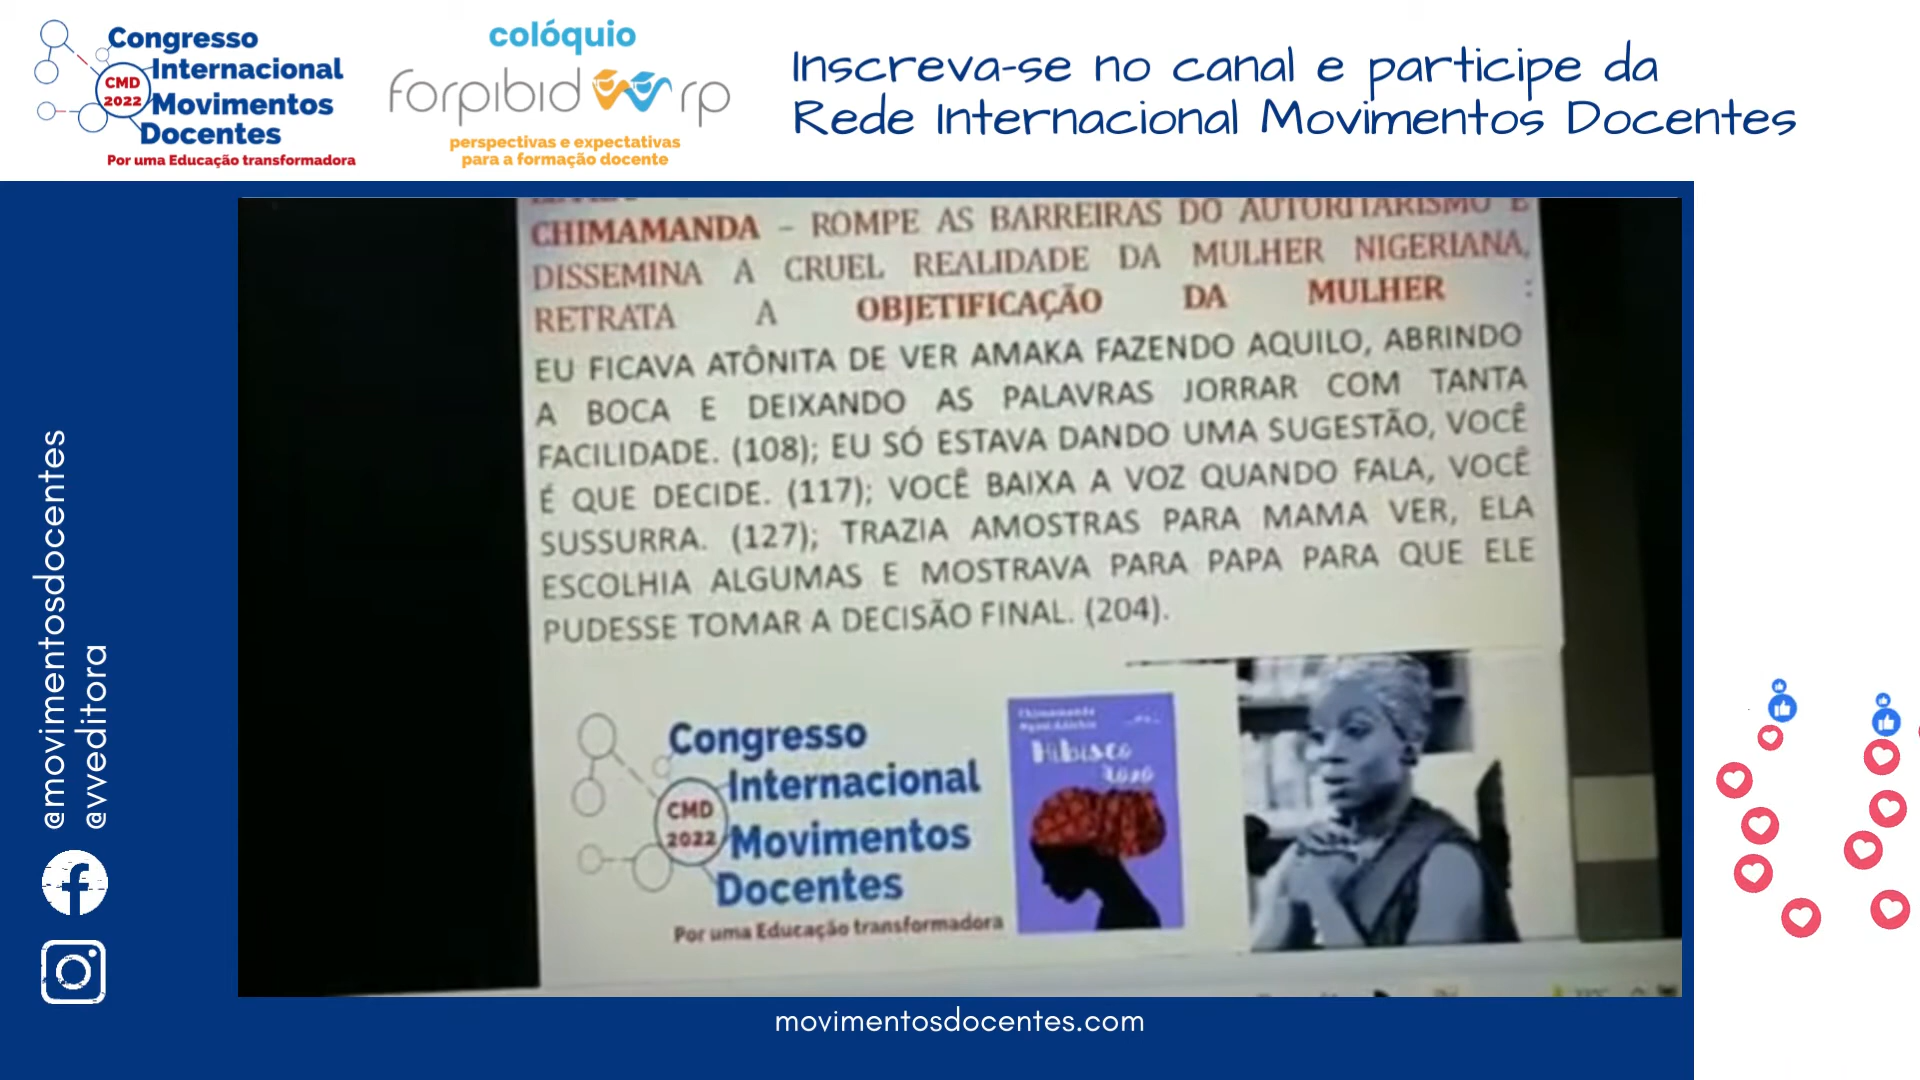 Congresso
Internacional
CMD
2022
Movimentos
Docentes
Por uma Educação transformadora
colóquio
forpibid rp
perspectivas e expectativas
para a formação docente
Inscreva-se no canal e participe da
Rede Internacional Movimentos Docentes
@movimentosdocentes
@vveditora
CHIMAMANDA – ROMPE AS BARREIRAS DO AUTORITARISMO E
DISSEMINA A CRUEL REALIDADE DA MULHER NIGERIANA,
RETRATA A OBJETIFICAÇÃO DA MULHER :
EU FICAVA ATÔNITA DE VER AMAKA FAZENDO AQUILO, ABRINDO
A BOCA E DEIXANDO AS PALAVRAS JORRAR COM TANTA
FACILIDADE. (108); EU SÓ ESTAVA DANDO UMA SUGESTÃO, VOCÊ
É QUE DECIDE. (117); VOCÊ BAIXA A VOZ QUANDO FALA, VOCÊ
SUSSURRA. (127); TRAZIA AMOSTRAS PARA MAMA VER, ELA
ESCOLHIA ALGUMAS E MOSTRAVA PARA PAPA PARA QUE ELE
PUDESSE TOMAR A DECISÃO FINAL. (204).
Congresso
Internacional
CMD
2022
Movimentos
Docentes
Por uma Educação transformadora
Chimamanda
Hibisco
roxo
movimentosdocentes.com